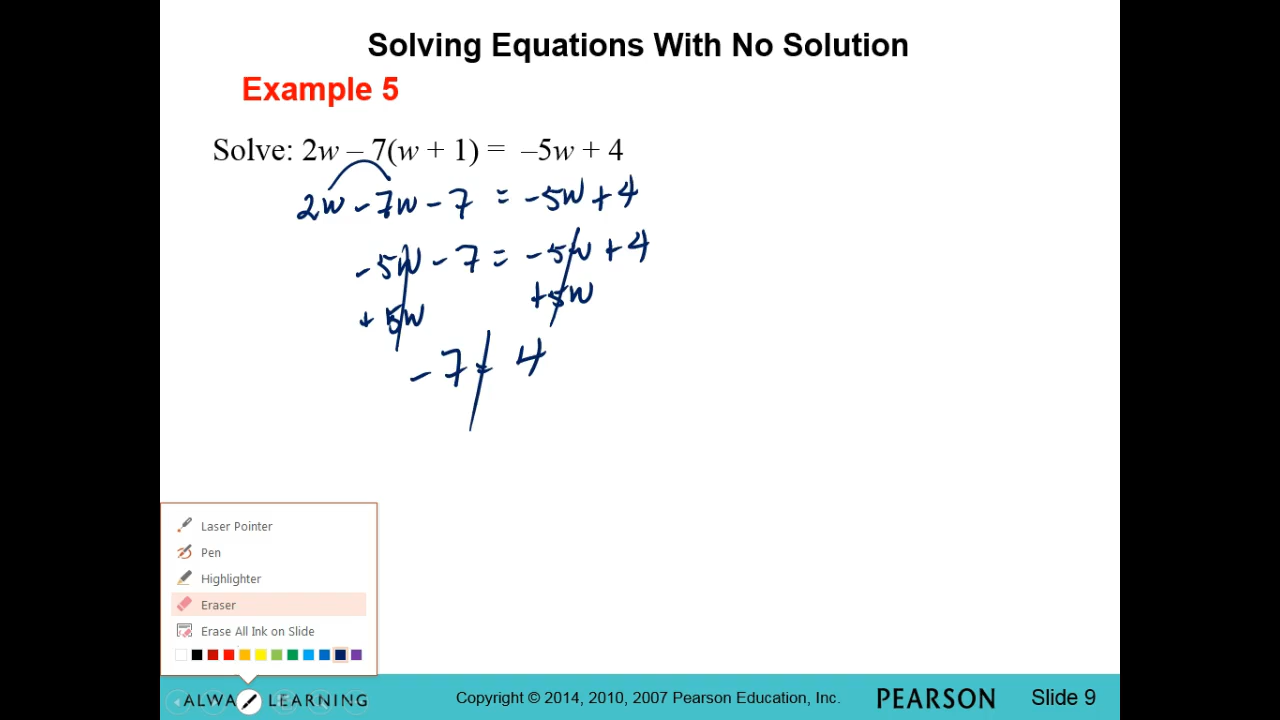 Solving Equations With No Solution
Example 5
Solve: 2w – 7(w + 1) = –5w + 4
2w - 7w - 7 = -5w + 4
-5w - 7 = -5w + 4
+5w +5w
-7 = 4
Laser Pointer
Pen
Highlighter
Eraser
Erase All Ink on Slide
ALWA LEARNING
Copyright © 2014, 2010, 2007 Pearson Education, Inc.
PEARSON
Slide 9